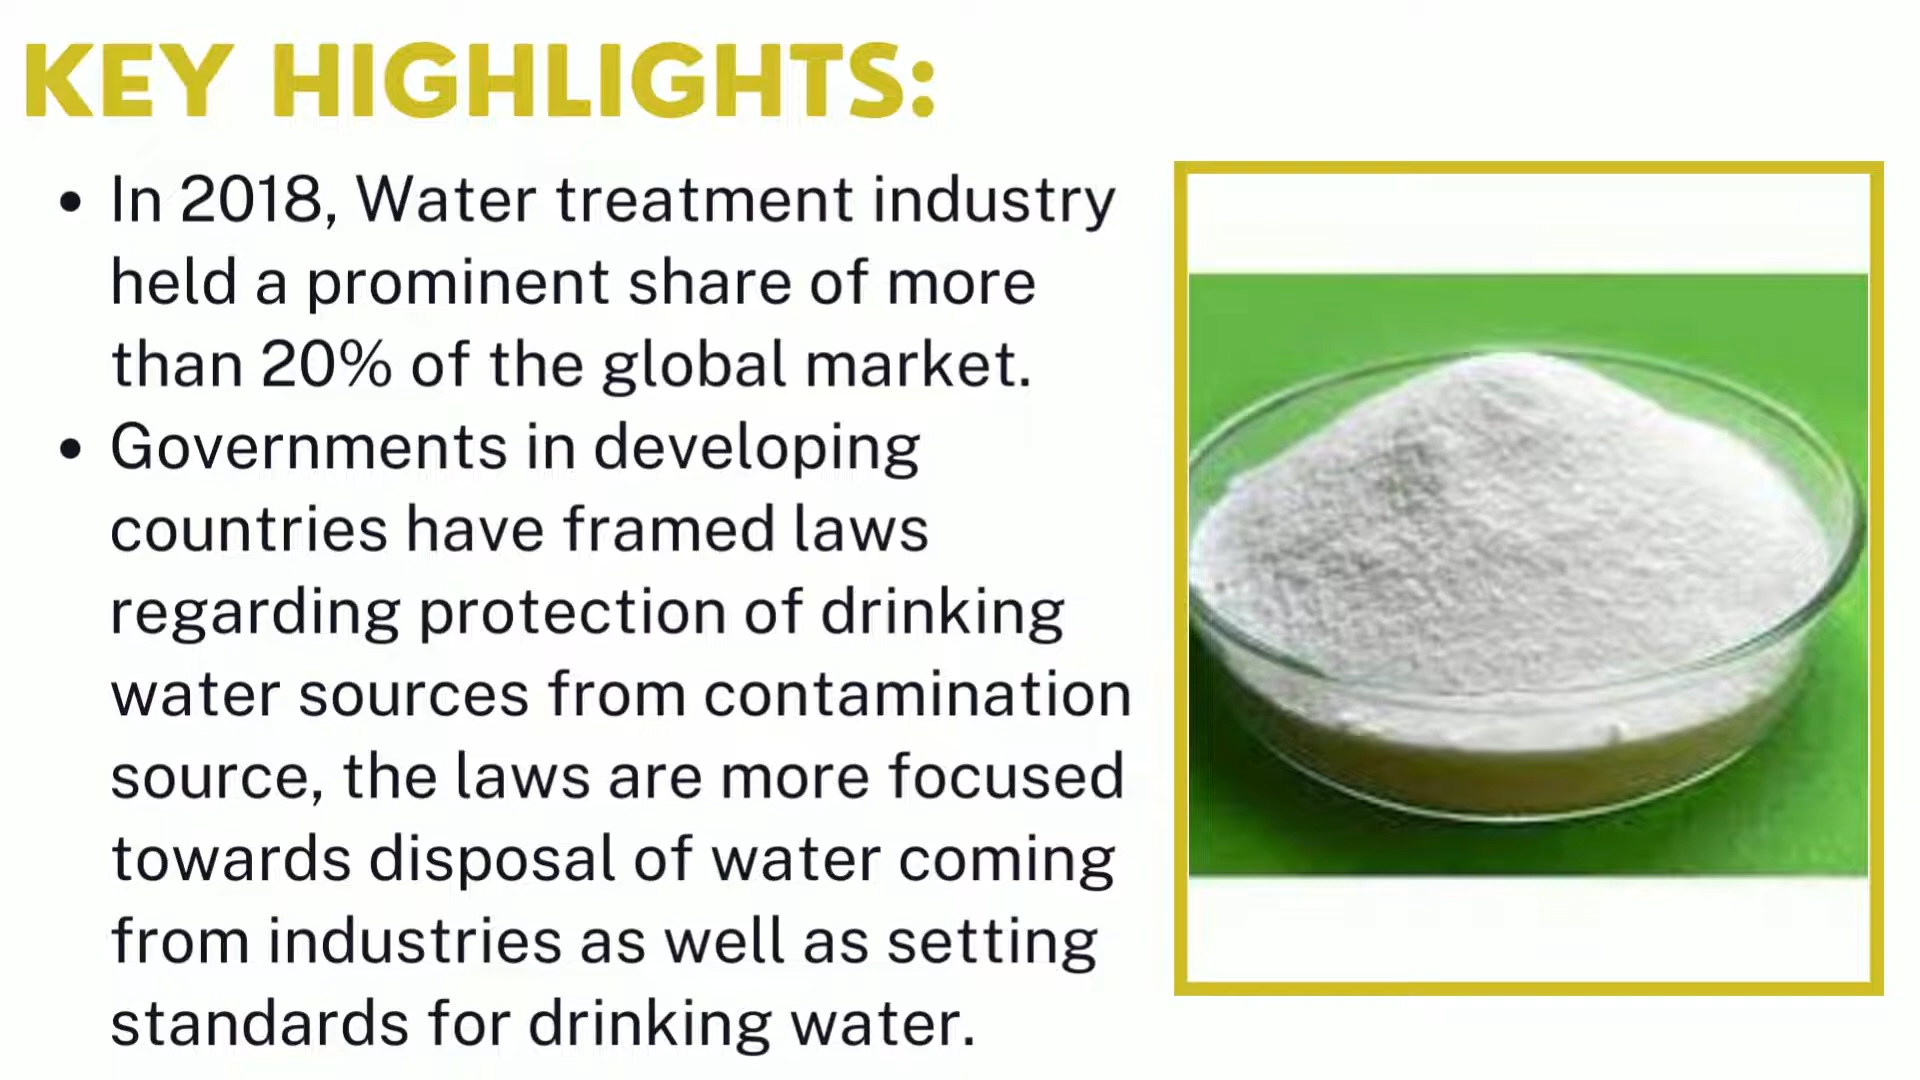 KEY HIGHLIGHTS:
• In 2018, Water treatment industry
held a prominent share of more
than 20% of the global market.
• Governments in developing
countries have framed laws
regarding protection of drinking
water sources from contamination
source, the laws are more focused
towards disposal of water coming
from industries as well as setting
standards for drinking water.